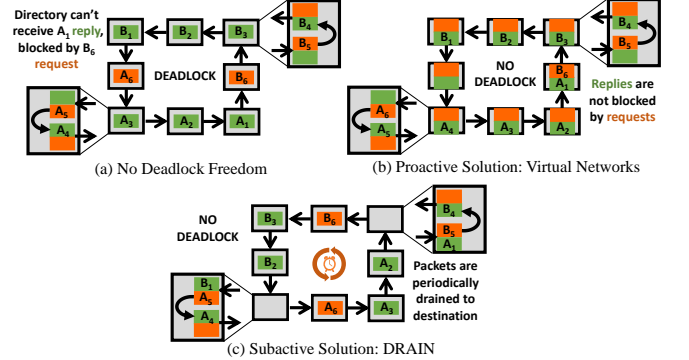 Directory can't
receive A1 reply,
blocked by B6
request
B1
B2
B3
B4
B5
A6
DEADLOCK
B6
A5
A4
A3
A2
A1
(a) No Deadlock Freedom
B1
B2
B3
B4
B5
NO
DEADLOCK
B6
A1
Replies are
not blocked
by requests
A6
A5
A4
A3
A2
(b) Proactive Solution: Virtual Networks
NO
DEADLOCK
B3
B6
B4
B5
A1
B2
A2
Packets are
periodically
drained to
destination
B1
A5
A4
A6
A3
(c) Subactive Solution: DRAIN